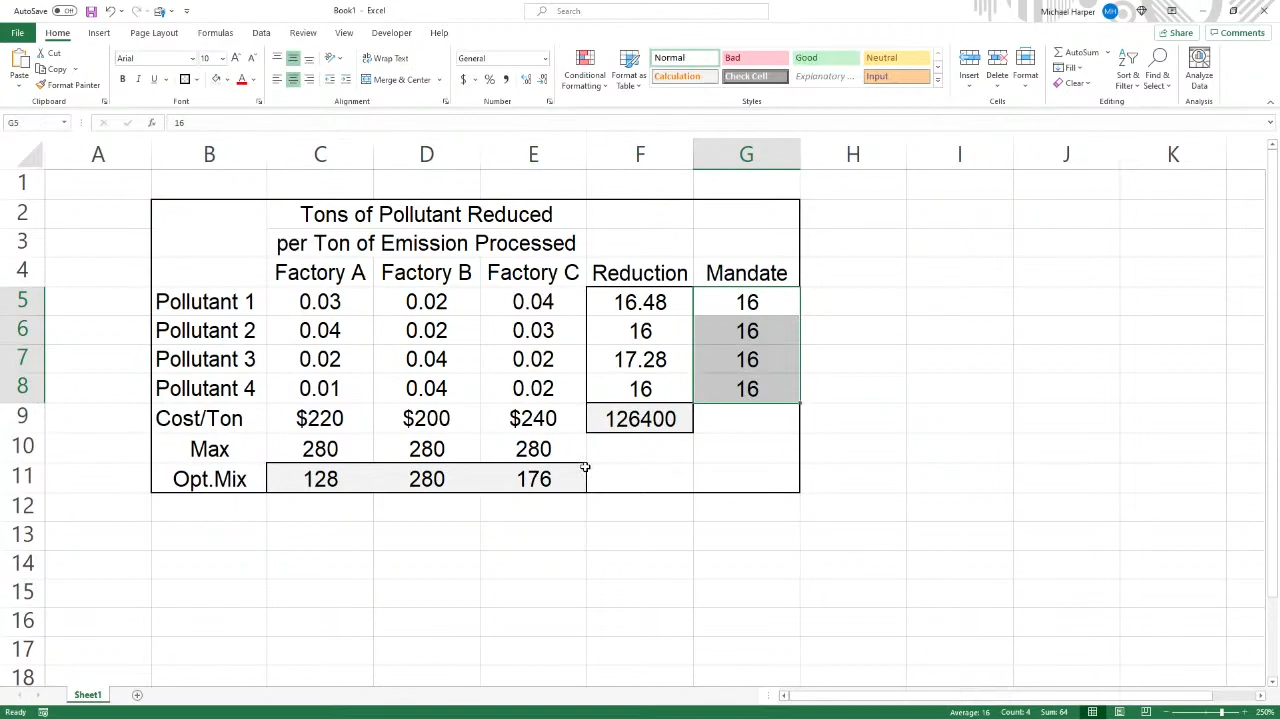 AutoSave Off Book1 - Excel Search Michael Harper MH
File Home Insert Page Layout Formulas Data Review View Developer Help Share Comments
Paste Cut Copy Format Painter Clipboard
Arial 10 B I U Font
Wrap Text Merge & Center Alignment
General $ % Number
Conditional Formatting Format as Table
Normal Bad Good Neutral
Calculation Check Cell Explanatory ... Input
Styles
Insert Delete Format Cells
AutoSum Fill Clear Sort & Filter Find & Select Editing
Analyze Data Analysis
G5 fx 16
A B C D E F G H I J K
1
2 Tons of Pollutant Reduced
3 per Ton of Emission Processed
4 Factory A Factory B Factory C Reduction Mandate
5 Pollutant 1 0.03 0.02 0.04 16.48 16
6 Pollutant 2 0.04 0.02 0.03 16 16
7 Pollutant 3 0.02 0.04 0.02 17.28 16
8 Pollutant 4 0.01 0.04 0.02 16 16
9 Cost/Ton $220 $200 $240 126400
10 Max 280 280 280
11 Opt.Mix 128 280 176
12
13
14
15
16
17
18
Sheet1
Ready Average: 16 Count: 4 Sum: 64 250%